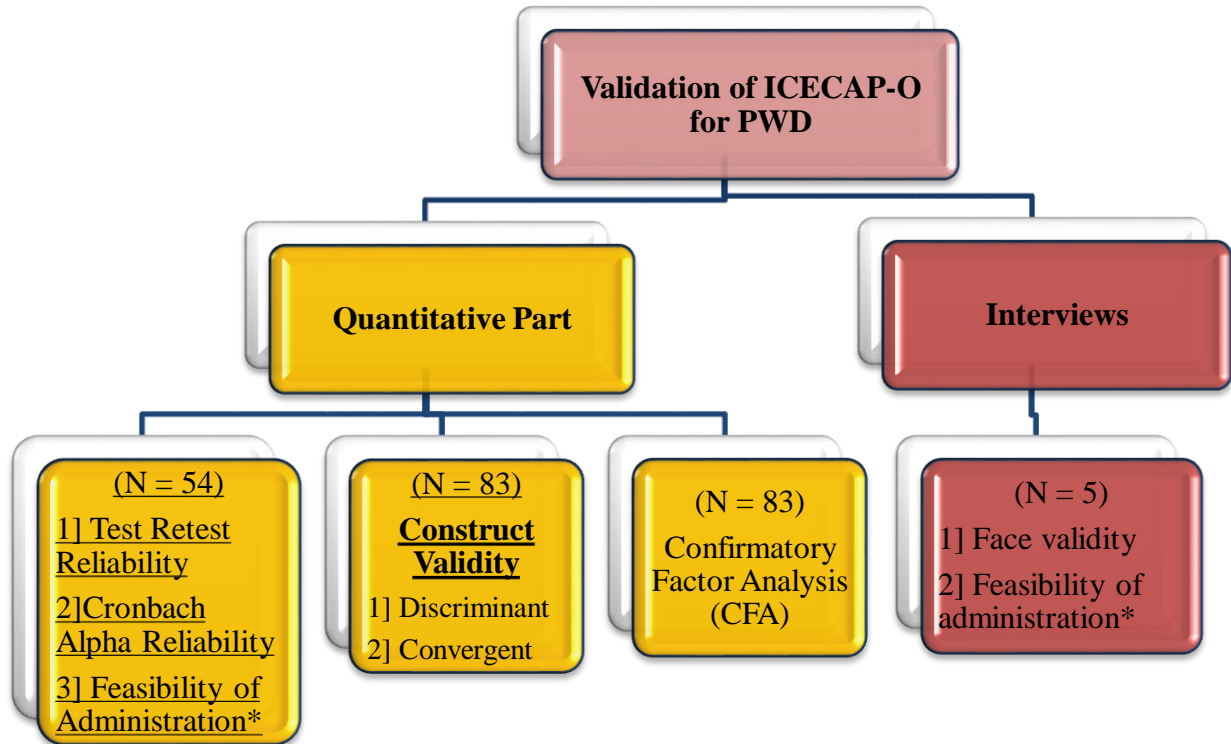 Validation of ICECAP-O
for PWD
Quantitative Part
Interviews
(N = 54)
1] Test Retest
Reliability
2]Cronbach
Alpha Reliability
3] Feasibility of
Administration*
(N = 83)
Construct
Validity
1] Discriminant
2] Convergent
(N = 83)
Confirmatory
Factor Analysis
(CFA)
(N = 5)
1] Face validity
2] Feasibility of
administration*